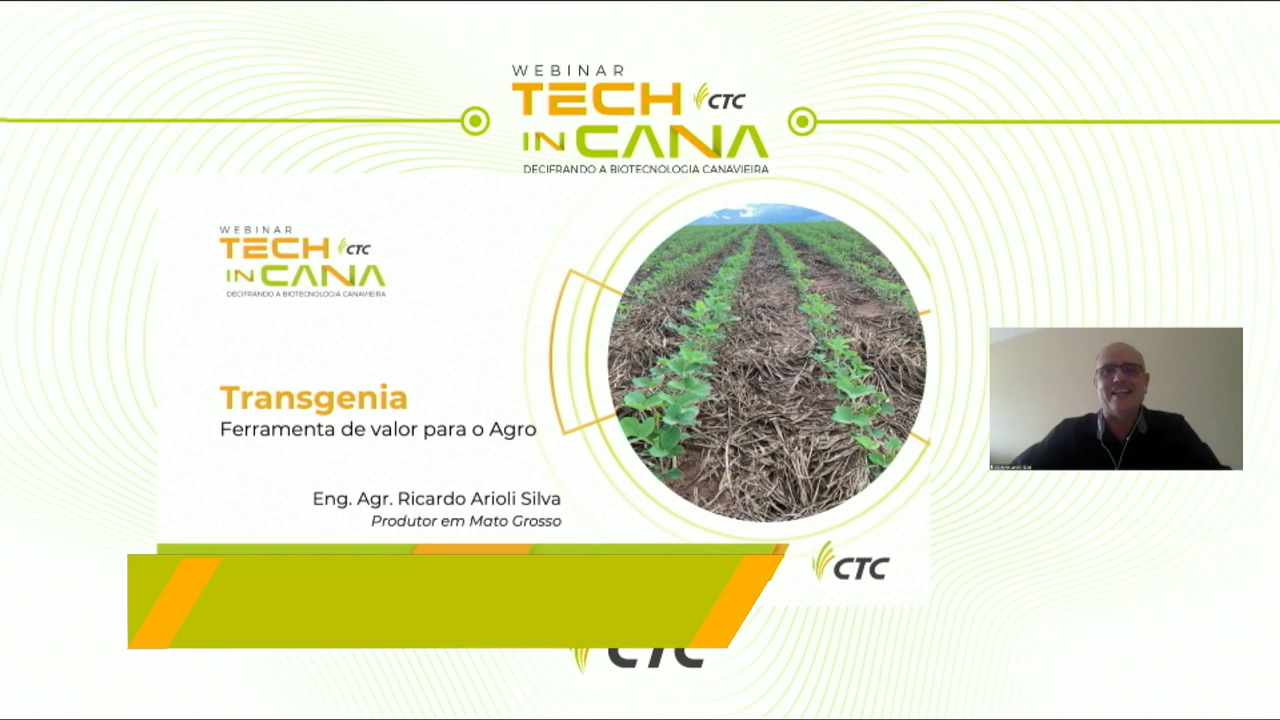 WEBINAR
TECH CTC
IN CANA
DECIFRANDO A BIOTECNOLOGIA CANAVIEIRA
WEBINAR
TECH CTC
IN CANA
DECIFRANDO A BIOTECNOLOGIA CANAVIEIRA
Transgenia
Ferramenta de valor para o Agro
Eng. Agr. Ricardo Arioli Silva
Produtor em Mato Grosso
CTC
CTC